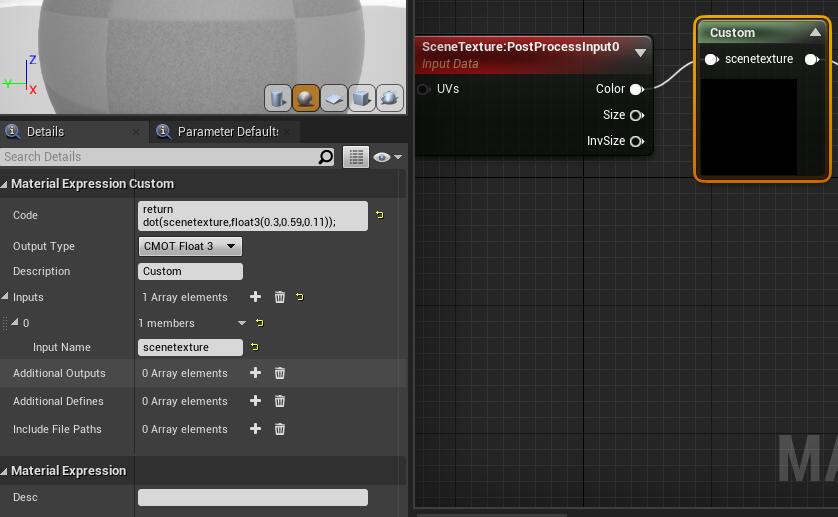 Z
Y
X
Details
Parameter Defaults
Search Details
Material Expression Custom
Code
return
dot(scenetexture,float3(0.3,0.59,0.11));
Output Type
CMOT Float 3
Description
Custom
Inputs
1 Array elements
0
1 members
Input Name
scenetexture
Additional Outputs
0 Array elements
Additional Defines
0 Array elements
Include File Paths
0 Array elements
Material Expression
Desc
SceneTexture:PostProcessInput0
Input Data
UVs
Color
Size
InvSize
Custom
scenetexture
MA